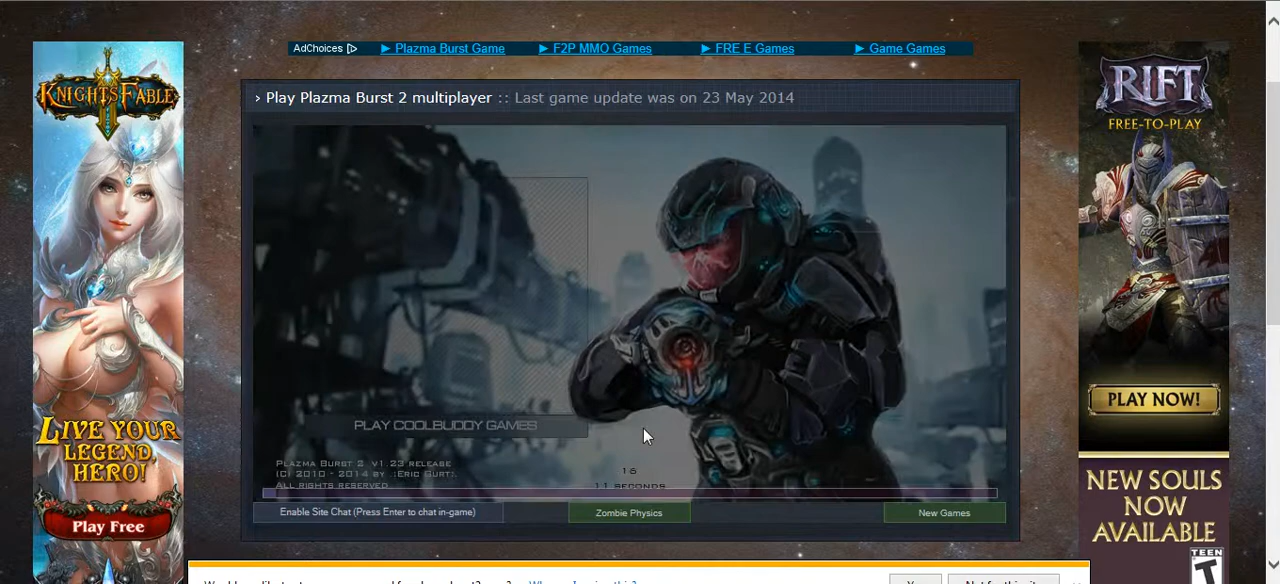 AdChoices
► Plazma Burst Game
► F2P MMO Games
► FRE E Games
► Game Games
KNIGHTS FABLE
LIVE YOUR
LEGEND,
HERO!
Play Free
› Play Plazma Burst 2 multiplayer :: Last game update was on 23 May 2014
PLAY COOLBUDDY GAMES
PLAZMA BURST 2 V1.23 RELEASE
(C) 2010 - 2014 BY .:ERIC GURT:.
ALL RIGHTS RESERVED
16
11 SECONDS
Enable Site Chat (Press Enter to chat in-game)
Zombie Physics
New Games
RIFT
FREE-TO-PLAY
PLAY NOW!
NEW SOULS
NOW
AVAILABLE
TEEN
T